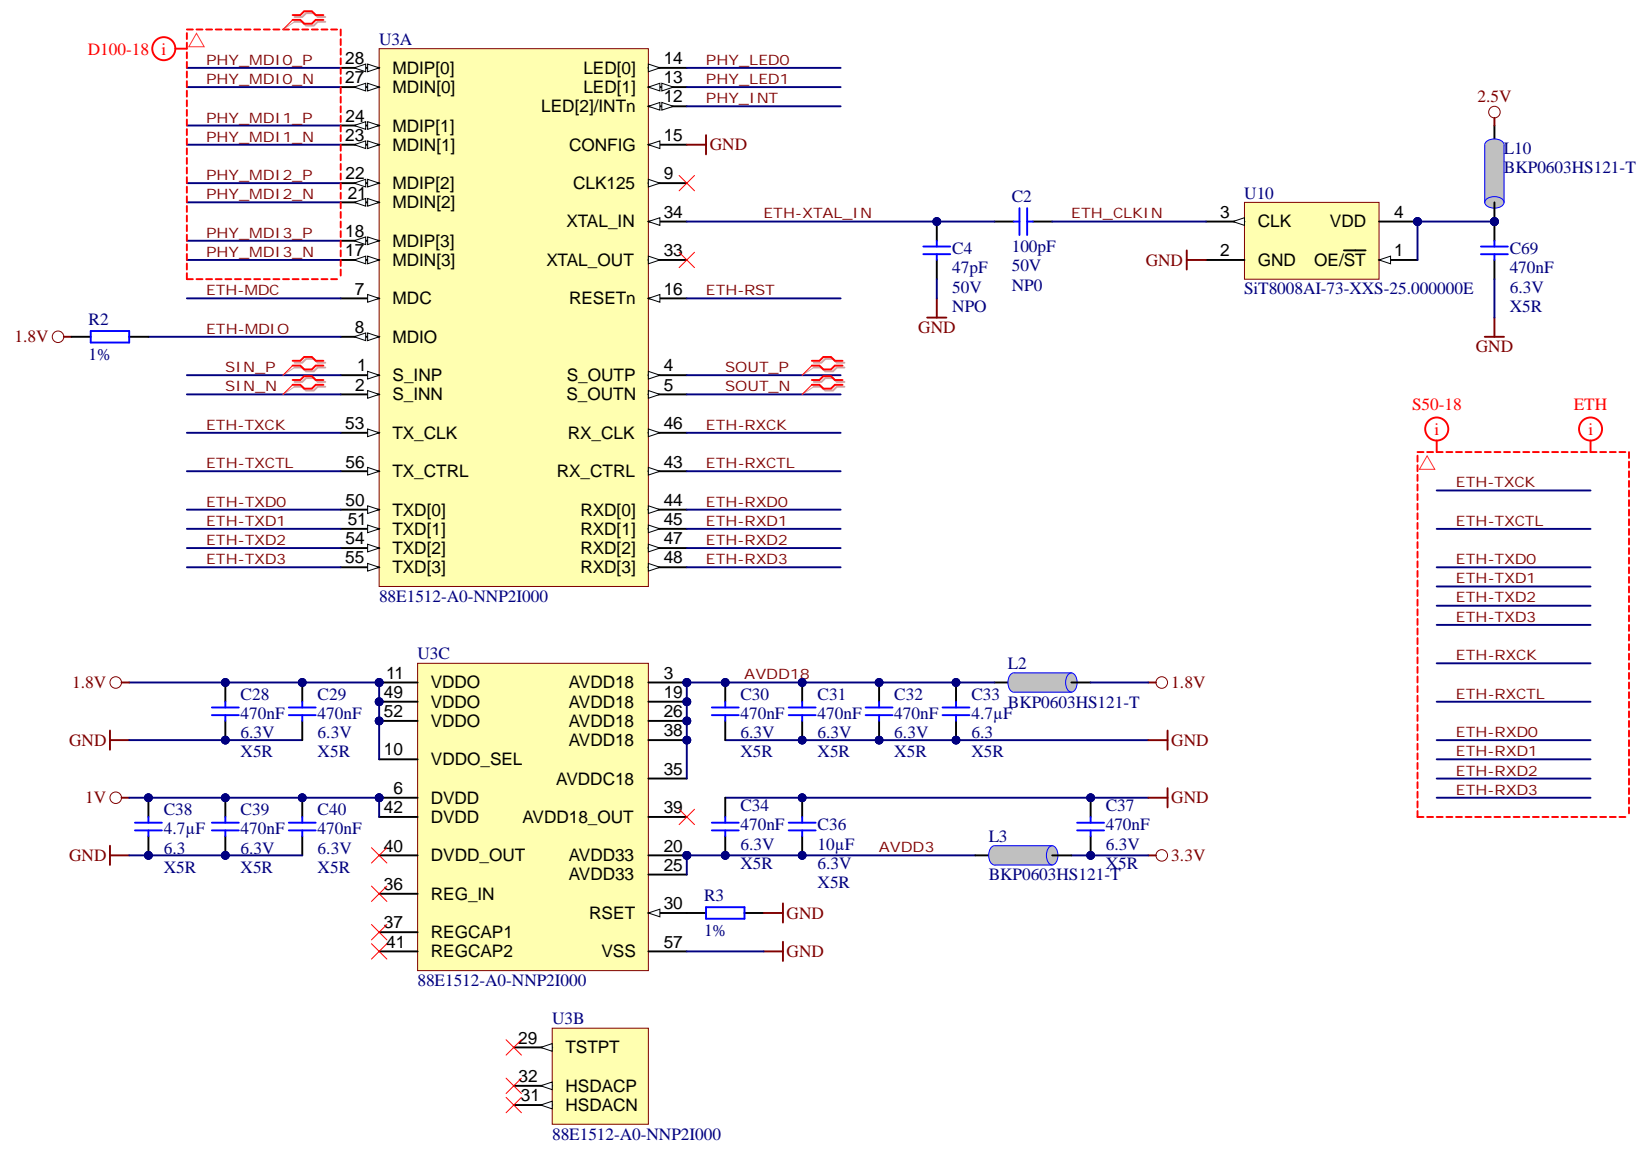 D100-18
i
U3A
PHY_MDI0_P 28 MDIP[0] LED[0] 14 PHY_LED0
PHY_MDI0_N 27 MDIN[0] LED[1] 13 PHY_LED1
LED[2]/INTn 12 PHY_INT
PHY_MDI1_P 24 MDIP[1]
PHY_MDI1_N 23 MDIN[1] CONFIG 15 GND
PHY_MDI2_P 22 MDIP[2] CLK125 9
PHY_MDI2_N 21 MDIN[2]
XTAL_IN 34 ETH-XTAL_IN
PHY_MDI3_P 18 MDIP[3]
PHY_MDI3_N 17 MDIN[3] XTAL_OUT 33
ETH-MDC 7 MDC RESETn 16 ETH-RST
1.8V R2 1% ETH-MDIO 8 MDIO
SIN_P 1 S_INP S_OUTP 4 SOUT_P
SIN_N 2 S_INN S_OUTN 5 SOUT_N
ETH-TXCK 53 TX_CLK RX_CLK 46 ETH-RXCK
ETH-TXCTL 56 TX_CTRL RX_CTRL 43 ETH-RXCTL
ETH-TXD0 50 TXD[0] RXD[0] 44 ETH-RXD0
ETH-TXD1 51 TXD[1] RXD[1] 45 ETH-RXD1
ETH-TXD2 54 TXD[2] RXD[2] 47 ETH-RXD2
ETH-TXD3 55 TXD[3] RXD[3] 48 ETH-RXD3
88E1512-A0-NNP2I000
C4
47pF
50V
NPO
GND
C2
100pF
50V
NP0
ETH_CLKIN
U10
3 CLK VDD 4
GND 2 GND OE/ST 1
SiT8008AI-73-XXS-25.000000E
2.5V
L10
BKP0603HS121-T
C69
470nF
6.3V
X5R
GND
S50-18 ETH
i i
ETH-TXCK
ETH-TXCTL
ETH-TXD0
ETH-TXD1
ETH-TXD2
ETH-TXD3
ETH-RXCK
ETH-RXCTL
ETH-RXD0
ETH-RXD1
ETH-RXD2
ETH-RXD3
U3C
1.8V
C28
470nF
6.3V
X5R
C29
470nF
6.3V
X5R
GND
11 VDDO AVDD18 3
49 VDDO AVDD18 19
52 VDDO AVDD18 26
AVDD18 38
10 VDDO_SEL
AVDDC18 35
6 DVDD
42 DVDD AVDD18_OUT 39
40 DVDD_OUT AVDD33 20
AVDD33 25
36 REG_IN
RSET 30
37 REGCAP1
41 REGCAP2 VSS 57
88E1512-A0-NNP2I000
AVDD18
C30
470nF
6.3V
X5R
C31
470nF
6.3V
X5R
C32
470nF
6.3V
X5R
C33
4.7µF
6.3
X5R
L2
BKP0603HS121-T
1.8V
GND
1V
C38
4.7µF
6.3
X5R
C39
470nF
6.3V
X5R
C40
470nF
6.3V
X5R
GND
C34
470nF
6.3V
X5R
C36
10µF
6.3V
X5R
AVDD3
L3
BKP0603HS121-T
C37
470nF
6.3V
X5R
GND
3.3V
R3
1%
GND
GND
U3B
29 TSTPT
32 HSDACP
31 HSDACN
88E1512-A0-NNP2I000